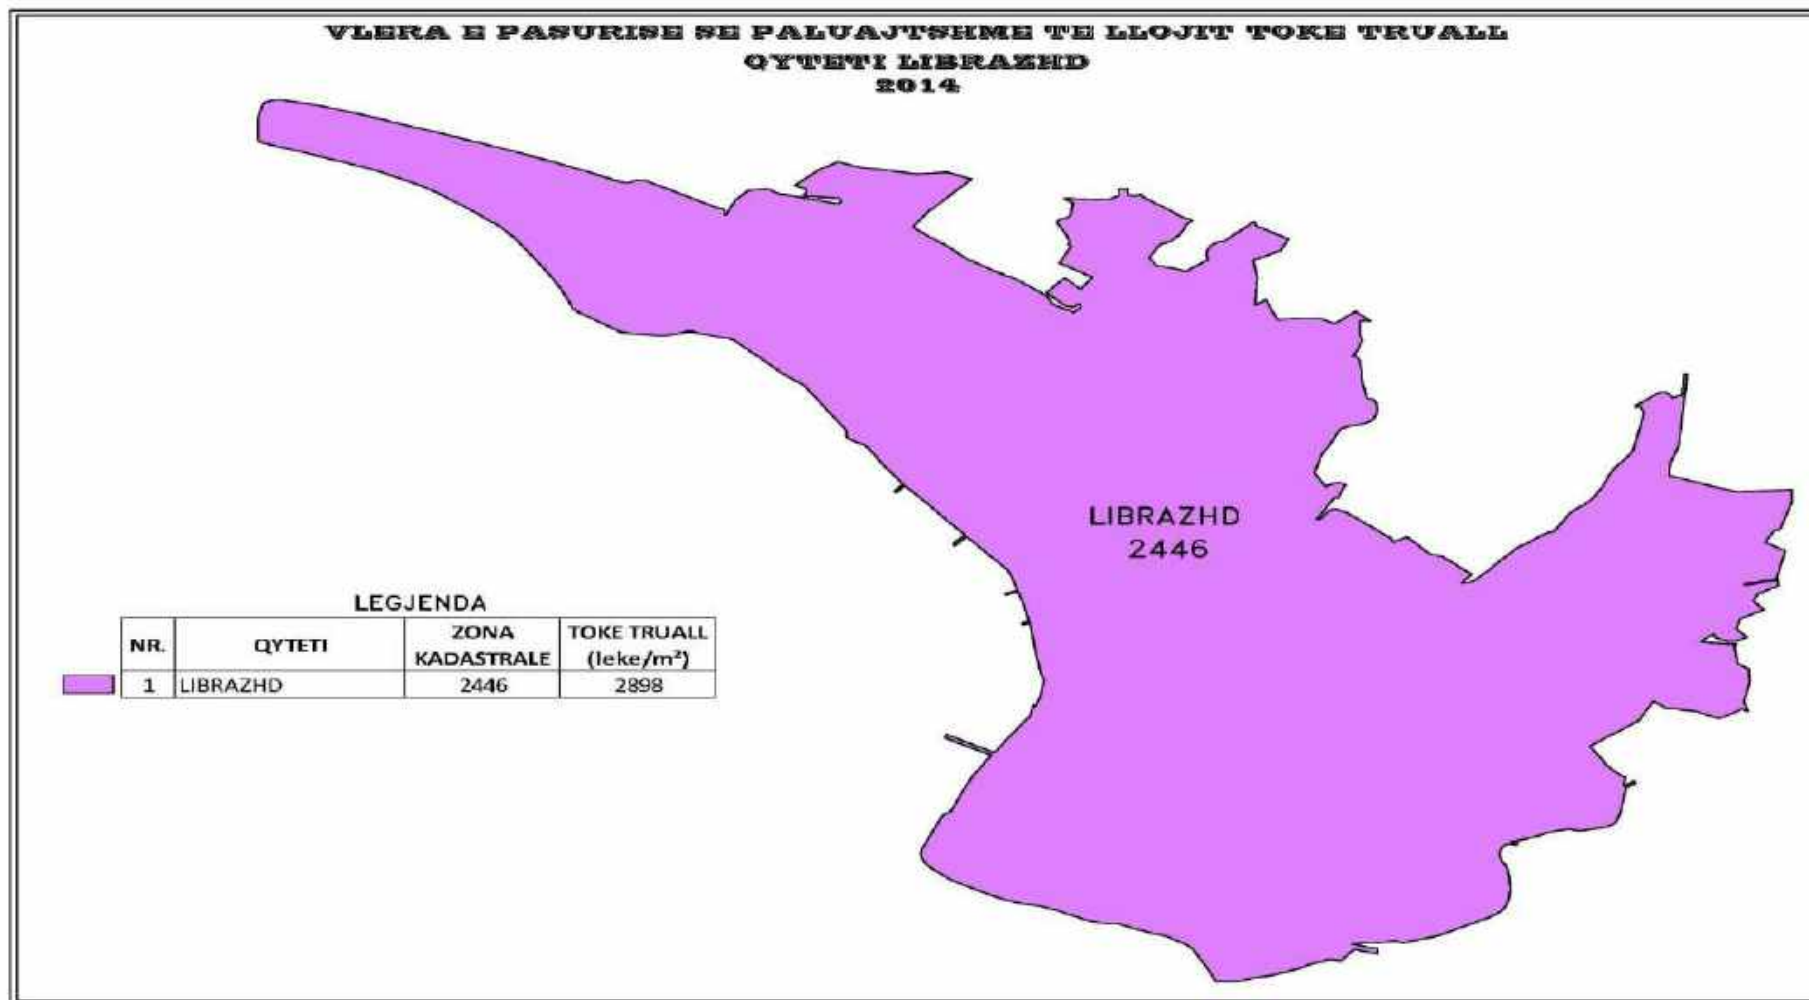 VLERA E PASURISE SE PALUAJTSHME TE LLOJIT TOKE TRUALL
QYTETI LIBRAZHD
2014
LIBRAZHD
2446
LEGJENDA
NR. QYTETI ZONA KADASTRALE TOKE TRUALL (leke/m²)
1 LIBRAZHD 2446 2898